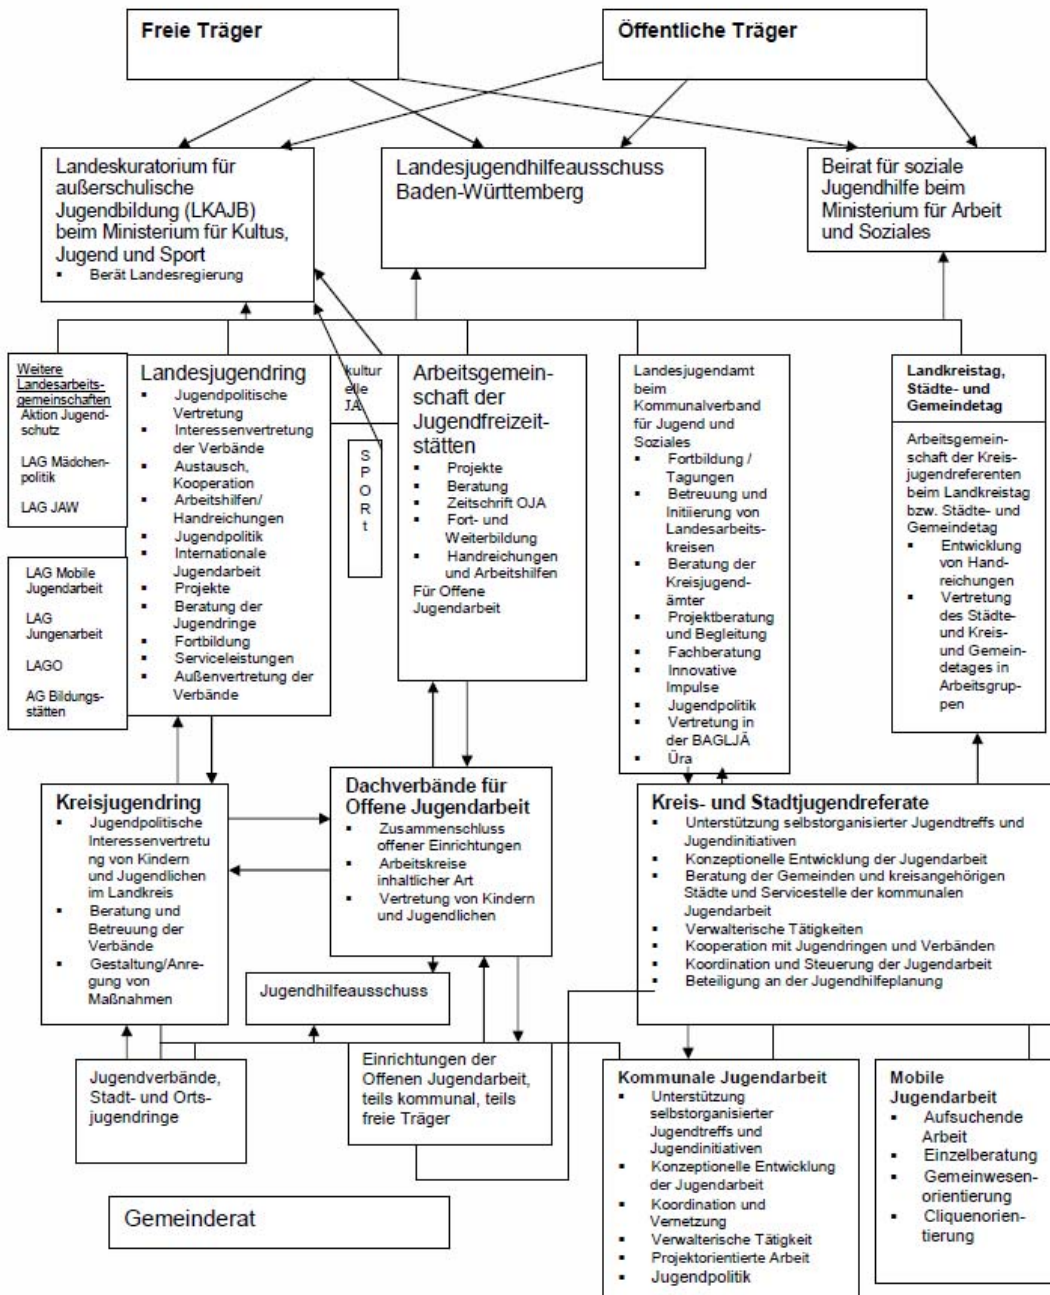 Freie Träger
Öffentliche Träger
Landeskuratorium für
außerschulische
Jugendbildung (LKAJB)
beim Ministerium für Kultus,
Jugend und Sport
▪ Berät Landesregierung
Landesjugendhilfeausschuss
Baden-Württemberg
Beirat für soziale
Jugendhilfe beim
Ministerium für Arbeit
und Soziales
Weitere
Landesarbeits-
gemeinschaften
Aktion Jugend-
schutz
LAG Mädchen-
politik
LAG JAW
LAG Mobile
Jugendarbeit
LAG
Jungenarbeit
LAGO
AG Bildungs-
stätten
Landesjugendring
▪ Jugendpolitische
Vertretung
▪ Interessenvertretung
der Verbände
▪ Austausch,
Kooperation
▪ Arbeitshilfen/
Handreichungen
▪ Jugendpolitik
▪ Internationale
Jugendarbeit
▪ Projekte
▪ Beratung der
Jugendringe
▪ Fortbildung
▪ Serviceleistungen
▪ Außenvertretung der
Verbände
kultur
elle
JA
S
P
O
R
t
Arbeitsgemein-
schaft der
Jugendfreizeit-
stätten
▪ Projekte
▪ Beratung
▪ Zeitschrift OJA
▪ Fort- und
Weiterbildung
▪ Handreichungen
und Arbeitshilfen
Für Offene
Jugendarbeit
Landesjugendamt
beim
Kommunalverband
für Jugend und
Soziales
▪ Fortbildung /
Tagungen
▪ Betreuung und
Initiierung von
Landesarbeits-
kreisen
▪ Beratung der
Kreisjugend-
ämter
▪ Projektberatung
und Begleitung
▪ Fachberatung
▪ Innovative
Impulse
▪ Jugendpolitik
▪ Vertretung in
der BAGLJÄ
▪ Üra
Landkreistag,
Städte- und
Gemeindetag
Arbeitsgemein-
schaft der Kreis-
jugendreferenten
beim Landkreistag
bzw. Städte- und
Gemeindetag
▪ Entwicklung
von Hand-
reichungen
▪ Vertretung
des Städte-
und Kreis-
und Gemein-
detages in
Arbeitsgrup-
pen
Kreisjugendring
▪ Jugendpolitische
Interessenvertretu
ng von Kindern
und Jugendlichen
im Landkreis
▪ Beratung und
Betreuung der
Verbände
▪ Gestaltung/Anre-
gung von
Maßnahmen
Dachverbände für
Offene Jugendarbeit
▪ Zusammenschluss
offener Einrichtungen
▪ Arbeitskreise
inhaltlicher Art
▪ Vertretung von Kindern
und Jugendlichen
Kreis- und Stadtjugendreferate
▪ Unterstützung selbstorganisierter Jugendtreffs und
Jugendinitiativen
▪ Konzeptionelle Entwicklung der Jugendarbeit
▪ Beratung der Gemeinden und kreisangehörigen
Städte und Servicestelle der kommunalen
Jugendarbeit
▪ Verwalterische Tätigkeiten
▪ Kooperation mit Jugendringen und Verbänden
▪ Koordination und Steuerung der Jugendarbeit
▪ Beteiligung an der Jugendhilfeplanung
Jugendhilfeausschuss
Jugendverbände,
Stadt- und Orts-
jugendringe
Einrichtungen der
Offenen Jugendarbeit,
teils kommunal, teils
freie Träger
Kommunale Jugendarbeit
▪ Unterstützung
selbstorganisierter
Jugendtreffs und
Jugendinitiativen
▪ Konzeptionelle Entwicklung
der Jugendarbeit
▪ Koordination und
Vernetzung
▪ Verwalterische Tätigkeit
▪ Projektorientierte Arbeit
▪ Jugendpolitik
Mobile
Jugendarbeit
▪ Aufsuchende
Arbeit
▪ Einzelberatung
▪ Gemeinwesen-
orientierung
▪ Cliquenorien-
tierung
Gemeinderat